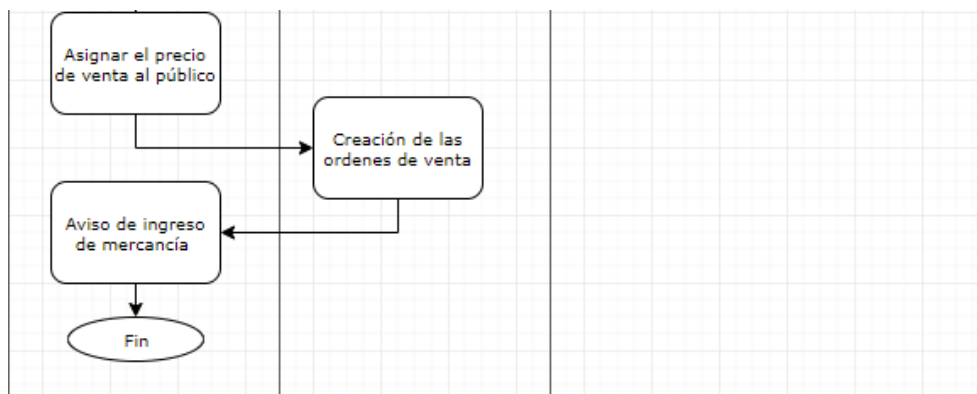 Asignar el precio
de venta al público
Creación de las
ordenes de venta
Aviso de ingreso
de mercancía
Fin